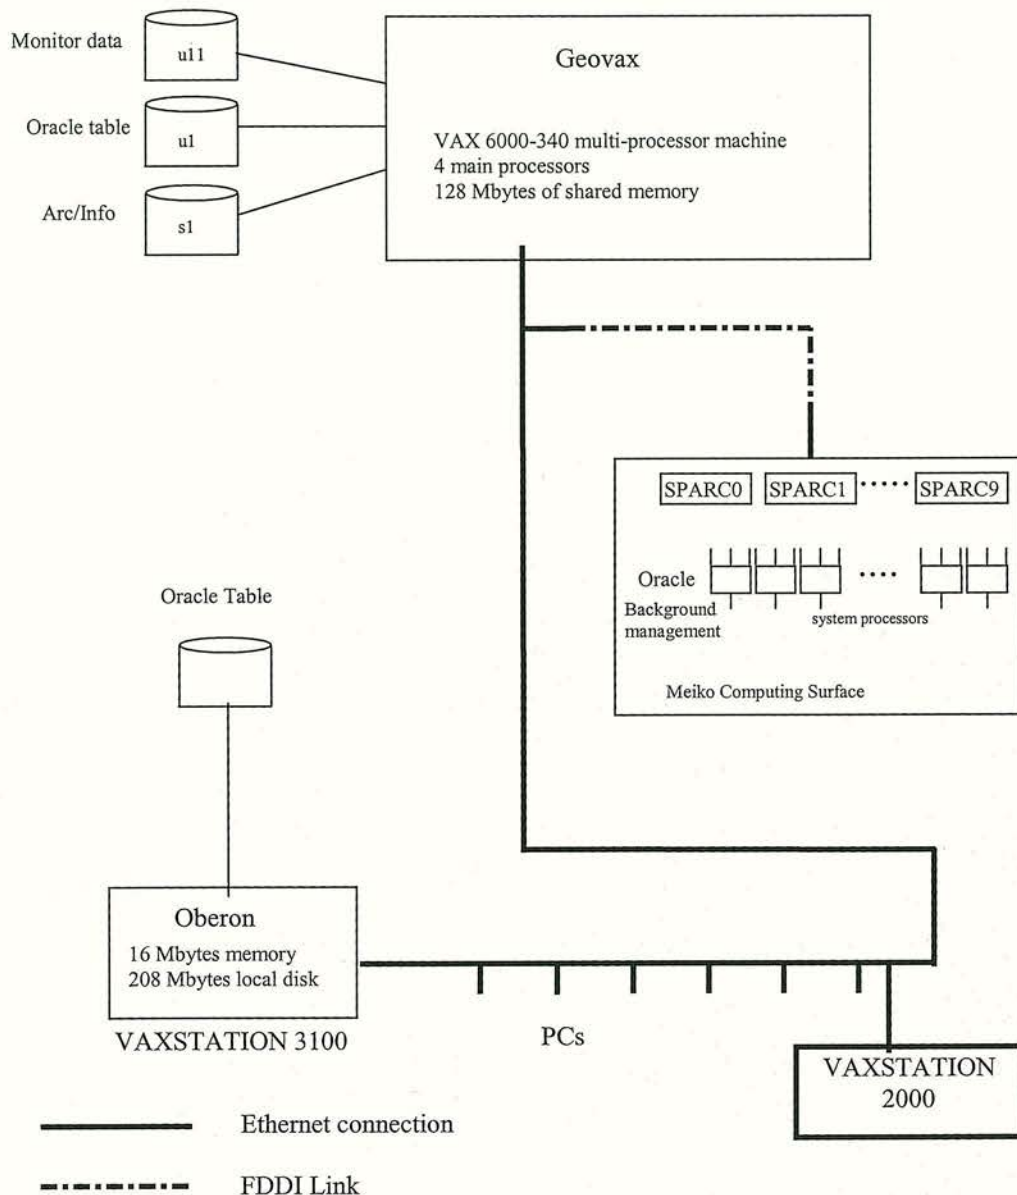 Monitor data
u11
Geovax
Oracle table
u1
VAX 6000-340 multi-processor machine
4 main processors
128 Mbytes of shared memory
Arc/Info
s1
SPARC0
SPARC1
.....
SPARC9
Oracle
....
Background
management
system processors
Meiko Computing Surface
Oracle Table
Oberon
16 Mbytes memory
208 Mbytes local disk
VAXSTATION 3100
PCs
VAXSTATION
2000
Ethernet connection
FDDI Link